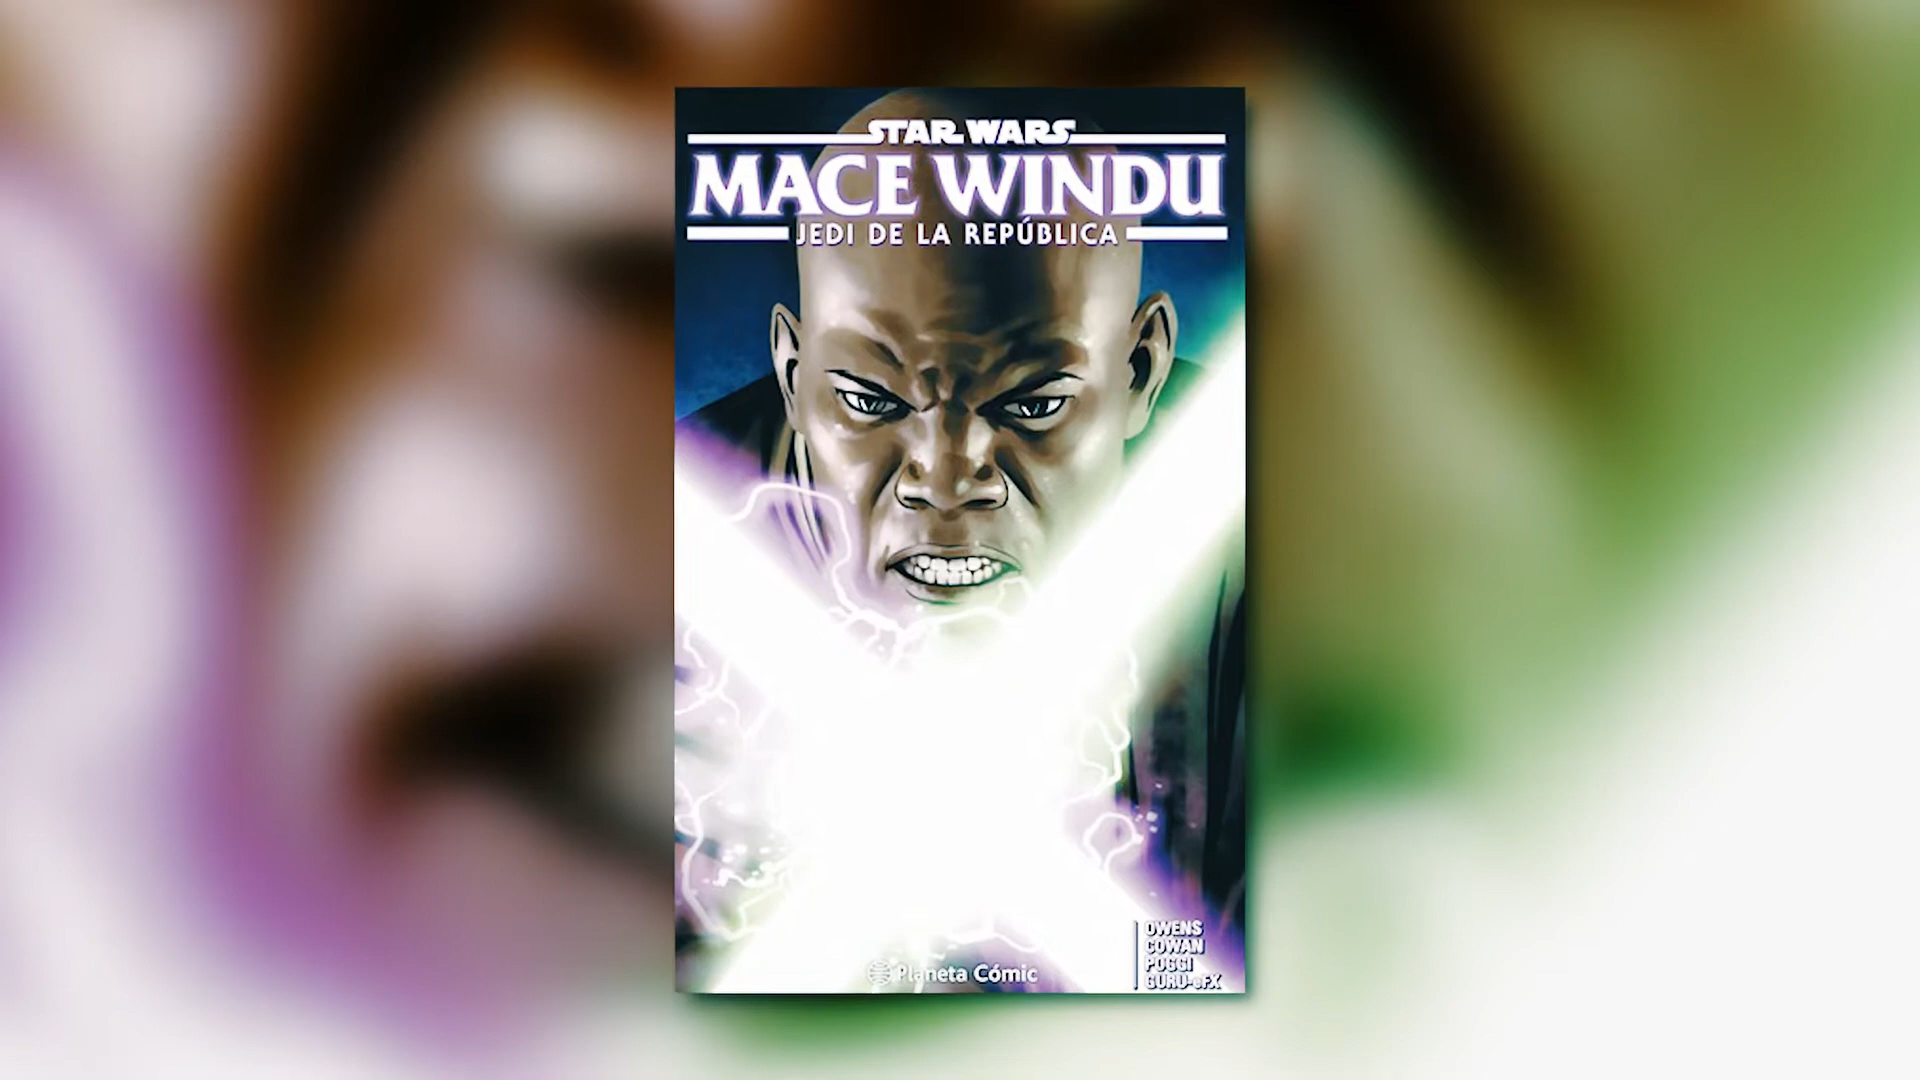 STAR WARS
MACE WINDU
JEDI DE LA REPÚBLICA
OWENS
COWAN
POGGI
GURU-eFX
Planeta Cómic